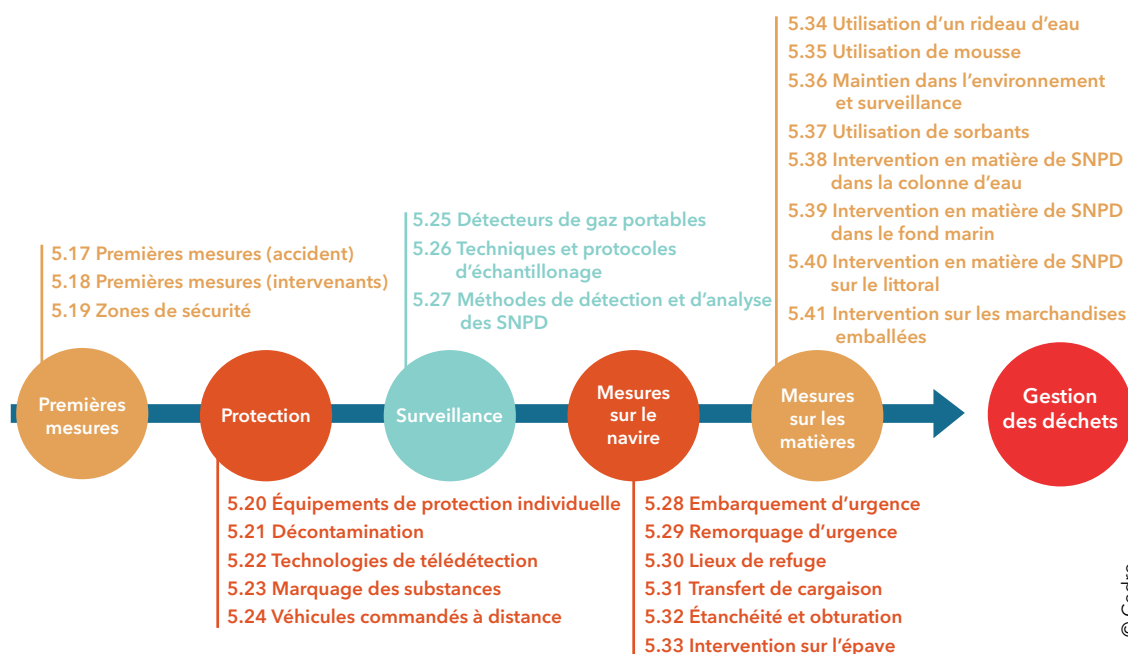 5.34 Utilisation d'un rideau d'eau
5.35 Utilisation de mousse
5.36 Maintien dans l'environnement
et surveillance
5.37 Utilisation de sorbants
5.38 Intervention en matière de SNPD
dans la colonne d'eau
5.39 Intervention en matière de SNPD
dans le fond marin
5.40 Intervention en matière de SNPD
sur le littoral
5.41 Intervention sur les marchandises
emballées
5.25 Détecteurs de gaz portables
5.26 Techniques et protocoles
d'échantillonage
5.27 Méthodes de détection et d'analyse
des SNPD
5.17 Premières mesures (accident)
5.18 Premières mesures (intervenants)
5.19 Zones de sécurité
Premières
mesures
Protection
Surveillance
Mesures
sur le
navire
Mesures
sur les
matières
Gestion
des déchets
5.20 Équipements de protection individuelle
5.21 Décontamination
5.22 Technologies de télédétection
5.23 Marquage des substances
5.24 Véhicules commandés à distance
5.28 Embarquement d'urgence
5.29 Remorquage d'urgence
5.30 Lieux de refuge
5.31 Transfert de cargaison
5.32 Étanchéité et obturation
5.33 Intervention sur l'épave
© Cedre